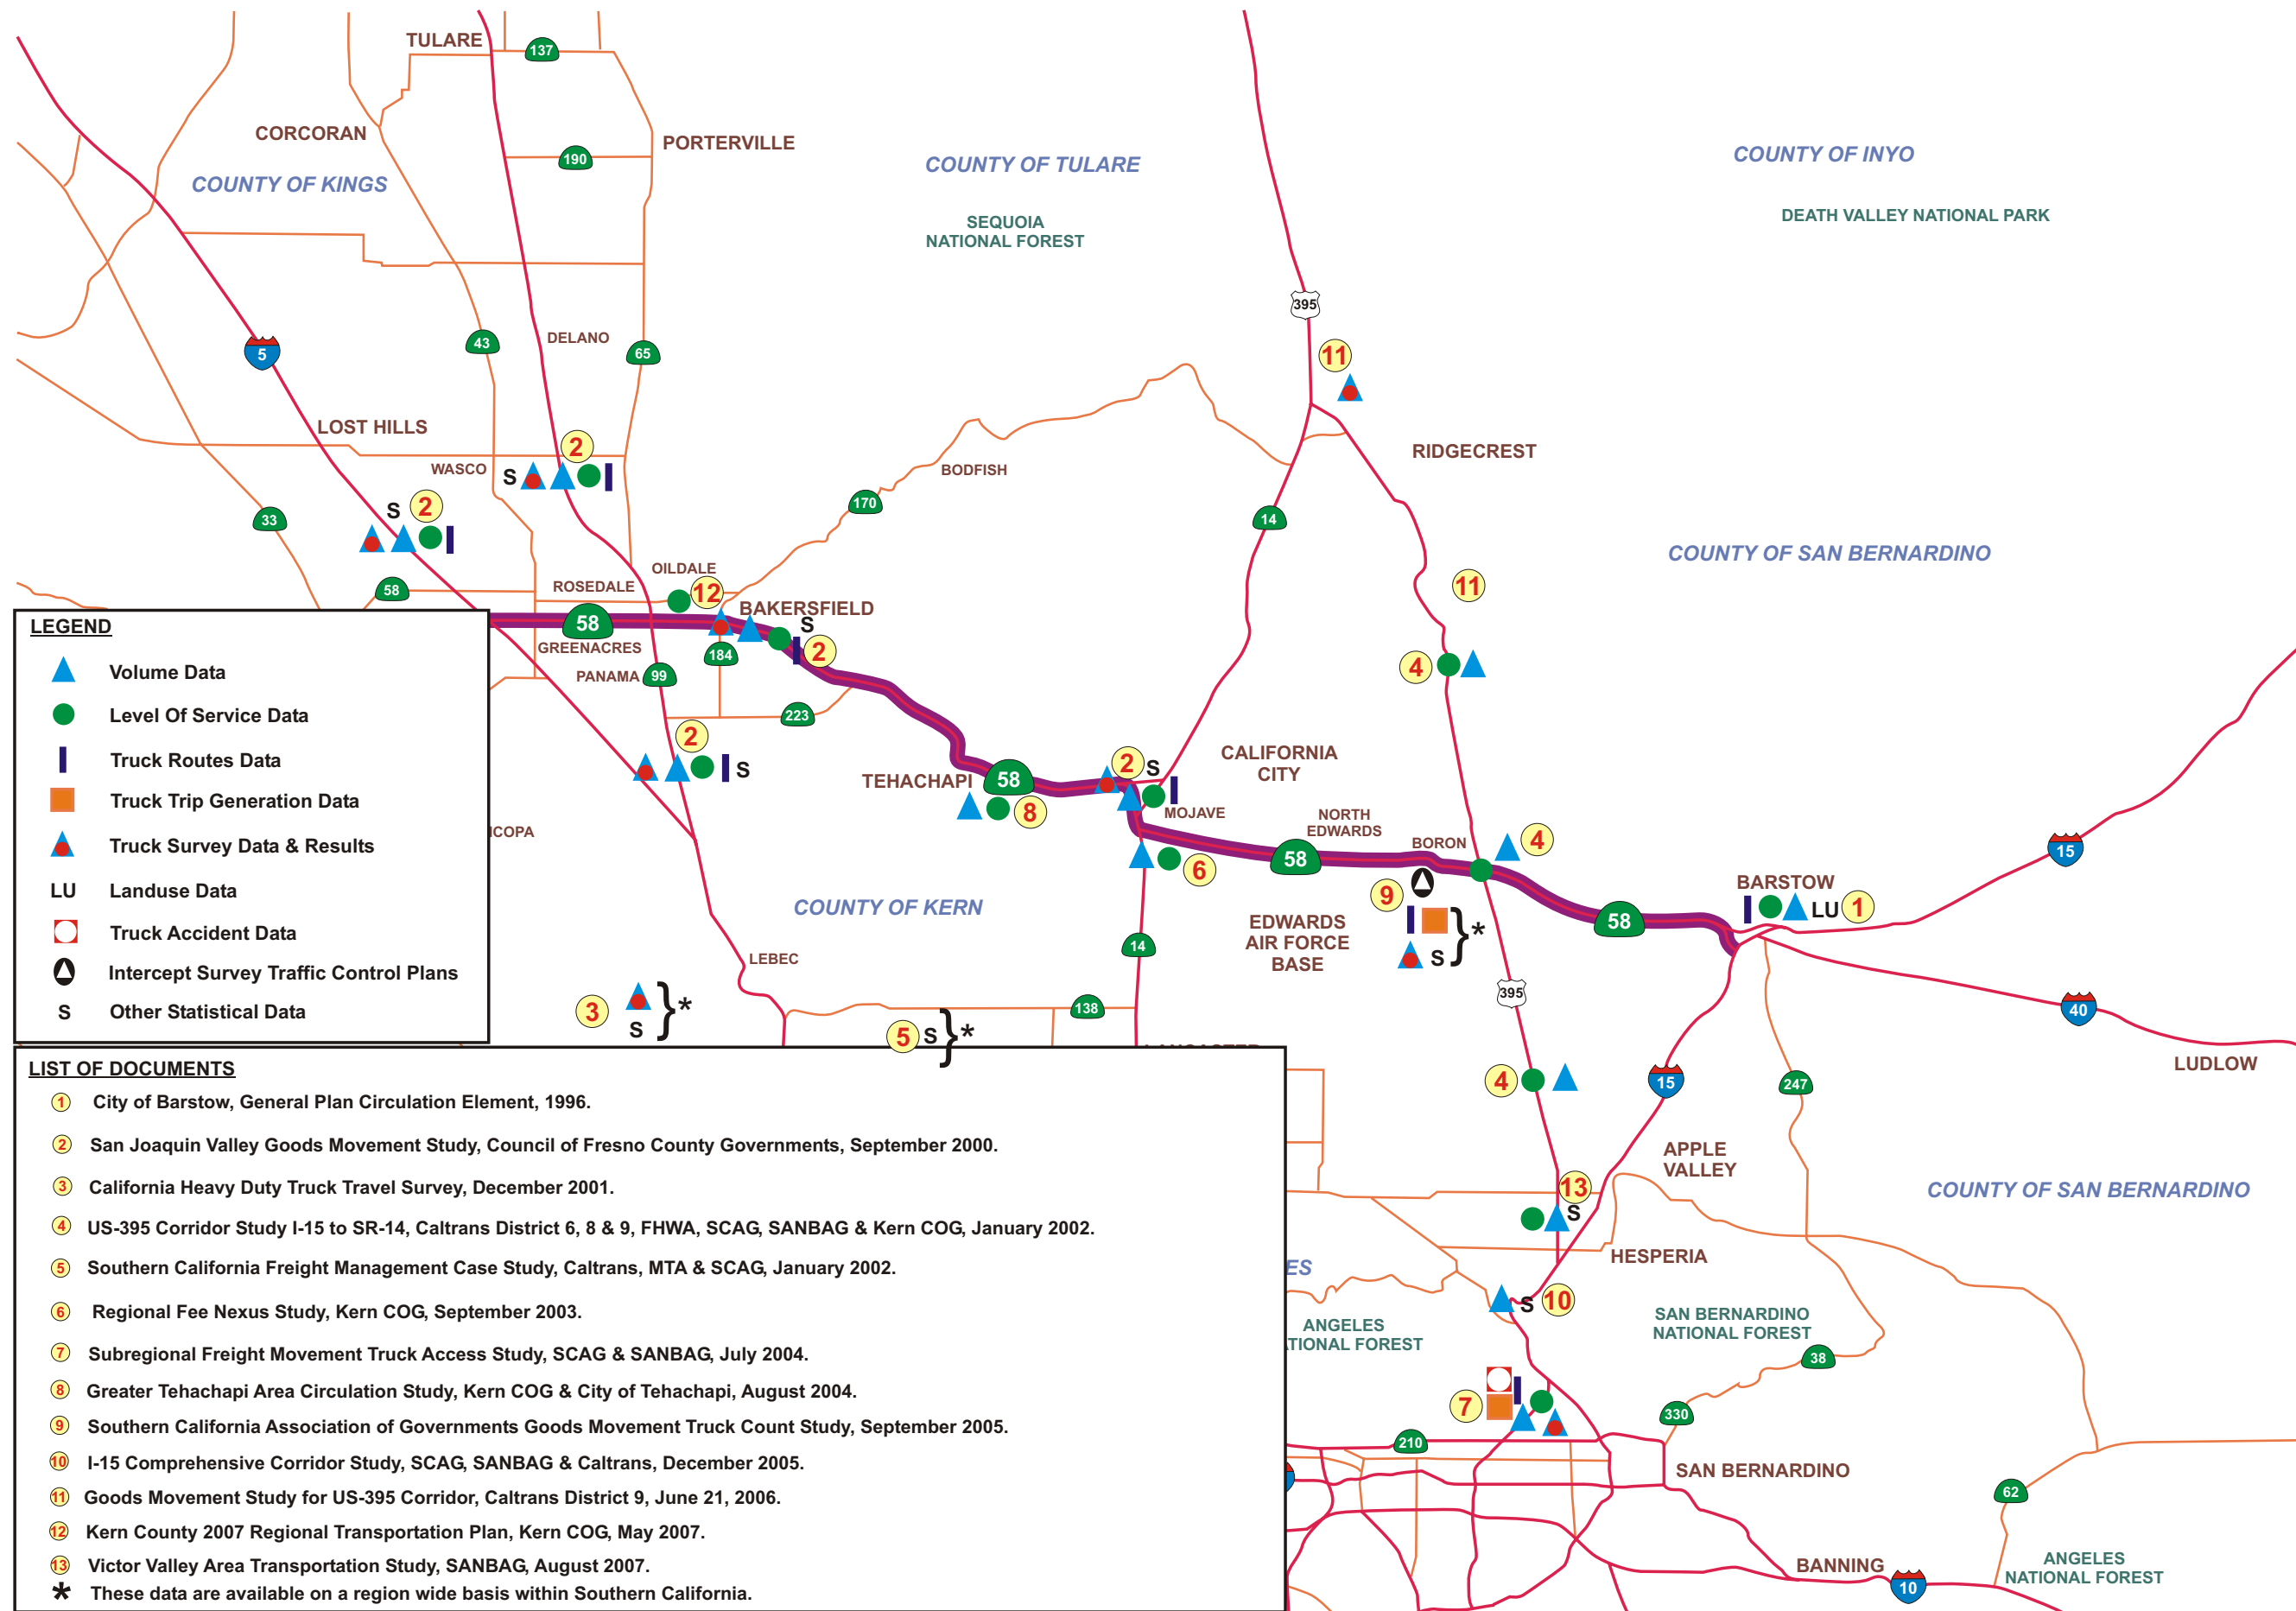 TULARE
137
CORCORAN
190
PORTERVILLE
COUNTY OF KINGS
COUNTY OF TULARE
SEQUOIA
NATIONAL FOREST
COUNTY OF INYO
DEATH VALLEY NATIONAL PARK
395
5
43
DELANO
65
11
LOST HILLS
2
WASCO
S
BODFISH
RIDGECREST
S
2
33
170
14
COUNTY OF SAN BERNARDINO
OILDALE
58
ROSEDALE
12
11
58
BAKERSFIELD
S
GREENACRES
184
2
PANAMA
99
4
223
2
S
TEHACHAPI
58
2
S
CALIFORNIA
CITY
8
MOJAVE
NORTH
EDWARDS
BORON
4
ICOPA
58
6
15
9
BARSTOW
LU
1
COUNTY OF KERN
EDWARDS
AIR FORCE
BASE
S
}
*
58
14
LEBEC
395
3
S
}
*
138
5
S
}
*
40
LUDLOW
4
15
247
APPLE
VALLEY
13
S
COUNTY OF SAN BERNARDINO
HESPERIA
ES
S
10
ANGELES
TIONAL FOREST
SAN BERNARDINO
NATIONAL FOREST
38
7
330
210
SAN BERNARDINO
62
BANNING
ANGELES
NATIONAL FOREST
10
LEGEND
Volume Data
Level Of Service Data
Truck Routes Data
Truck Trip Generation Data
Truck Survey Data & Results
LU Landuse Data
Truck Accident Data
Intercept Survey Traffic Control Plans
S Other Statistical Data
LIST OF DOCUMENTS
1 City of Barstow, General Plan Circulation Element, 1996.
2 San Joaquin Valley Goods Movement Study, Council of Fresno County Governments, September 2000.
3 California Heavy Duty Truck Travel Survey, December 2001.
4 US-395 Corridor Study I-15 to SR-14, Caltrans District 6, 8 & 9, FHWA, SCAG, SANBAG & Kern COG, January 2002.
5 Southern California Freight Management Case Study, Caltrans, MTA & SCAG, January 2002.
6 Regional Fee Nexus Study, Kern COG, September 2003.
7 Subregional Freight Movement Truck Access Study, SCAG & SANBAG, July 2004.
8 Greater Tehachapi Area Circulation Study, Kern COG & City of Tehachapi, August 2004.
9 Southern California Association of Governments Goods Movement Truck Count Study, September 2005.
10 I-15 Comprehensive Corridor Study, SCAG, SANBAG & Caltrans, December 2005.
11 Goods Movement Study for US-395 Corridor, Caltrans District 9, June 21, 2006.
12 Kern County 2007 Regional Transportation Plan, Kern COG, May 2007.
13 Victor Valley Area Transportation Study, SANBAG, August 2007.
* These data are available on a region wide basis within Southern California.